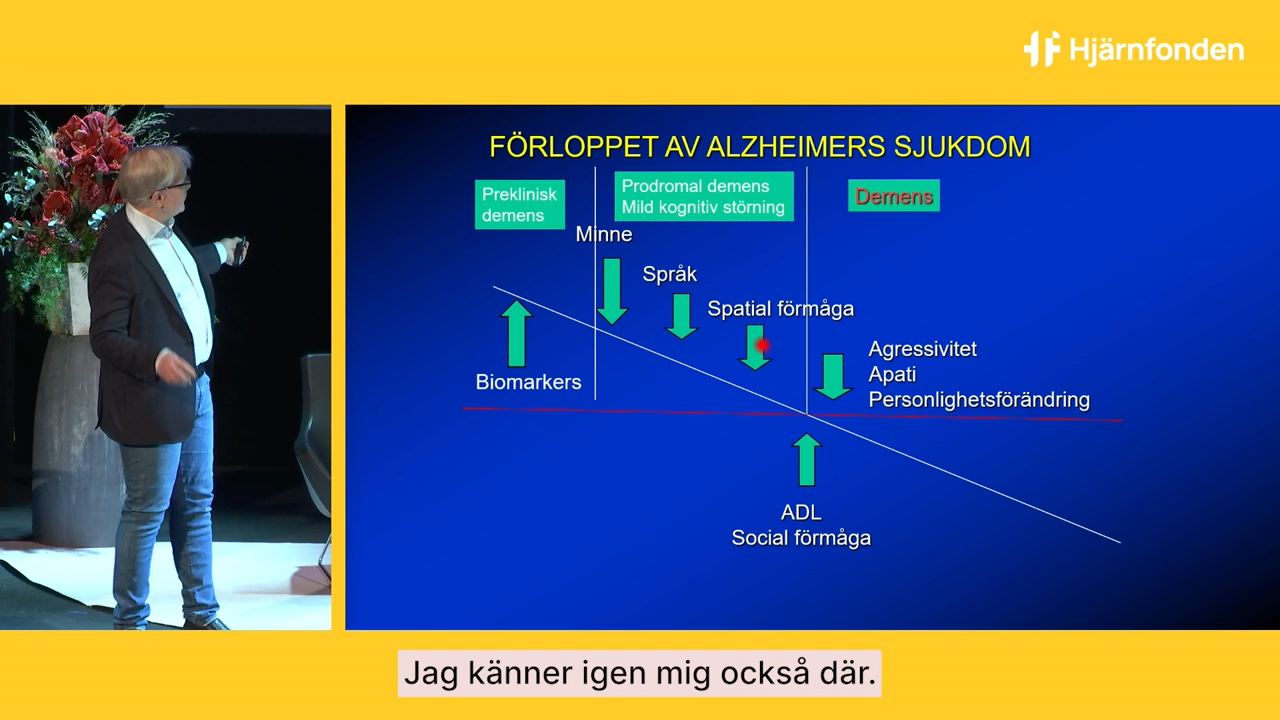 Hjärnfonden
FÖRLOPPET AV ALZHEIMERS SJUKDOM
Preklinisk
demens
Prodromal demens
Mild kognitiv störning
Demens
Minne
Språk
Spatial förmåga
Biomarkers
Agressivitet
Apati
Personlighetsförändring
ADL
Social förmåga
Jag känner igen mig också där.